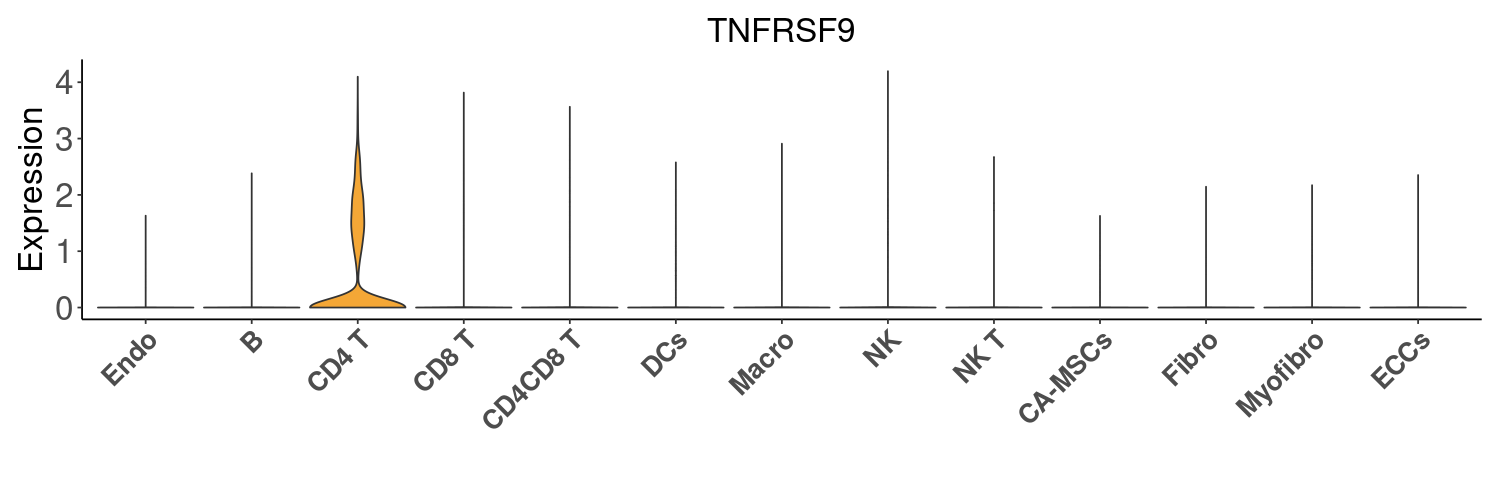 TNFRSF9
Expression
4
3
2
1
0
Endo
B
CD4 T
CD8 T
CD4CD8 T
DCs
Macro
NK
NK T
CA-MSCs
Fibro
Myofibro
ECCs